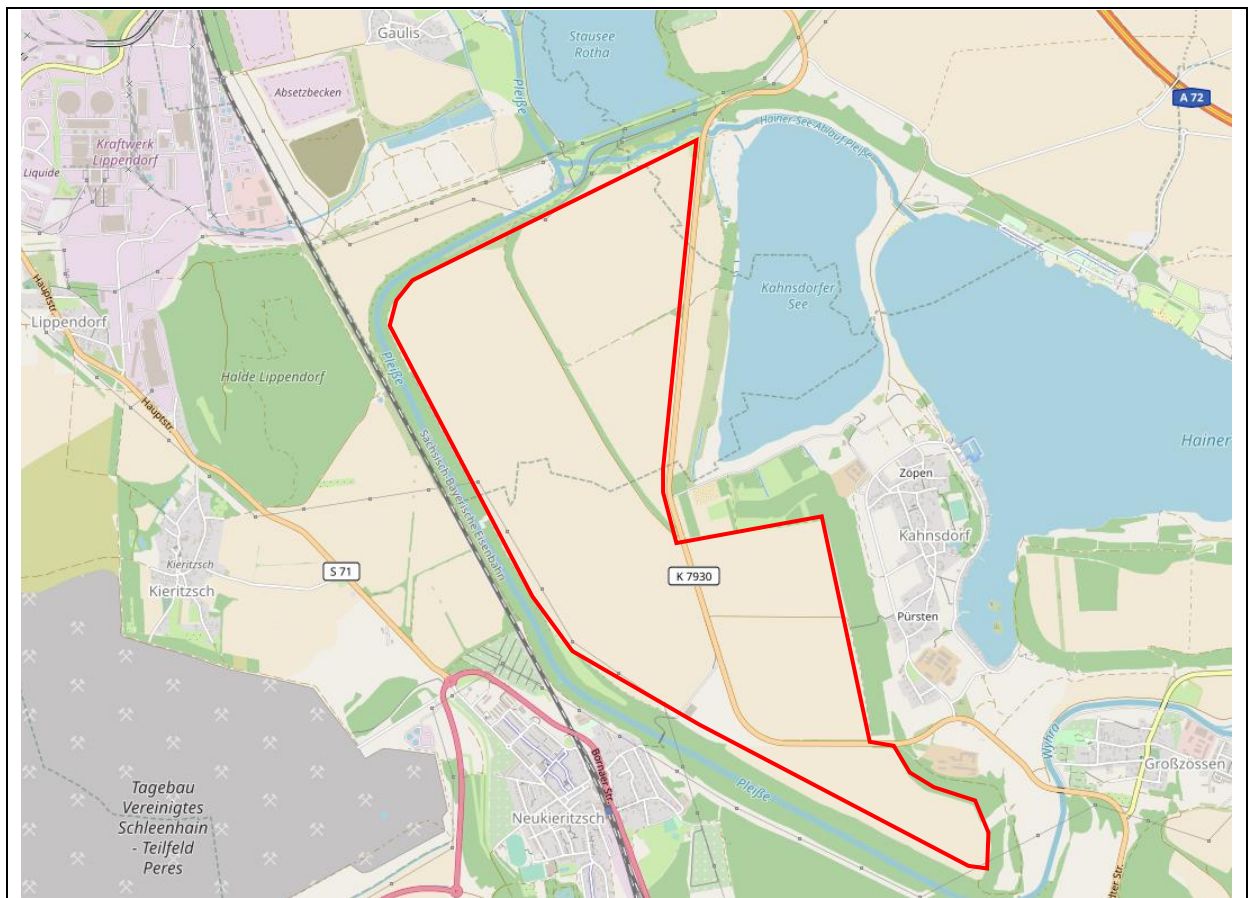 Gaulis
Stausee
Rotha
Absetzbecken
Pleiße
A 72
Hainer-See-Ablauf-Pleiße
Kraftwerk
Lippendorf
Liquide
Hauptstr.
Lippendorf
Kahnsdorfer
See
Halde Lippendorf
Pleiße
Hauptstr.
Sächsisch-Bayerische Eisenbahn
Hainer
Zöpen
Kahnsdorf
Kieritzsch
S 71
K 7930
Kieritzsch
Pürsten
Wyhra
Großzössen
Bornaer Str.
Pleiße
Tagebau
Vereinigtes
Schleenhain
- Teilfeld
Peres
Neukieritzsch
dter Str.